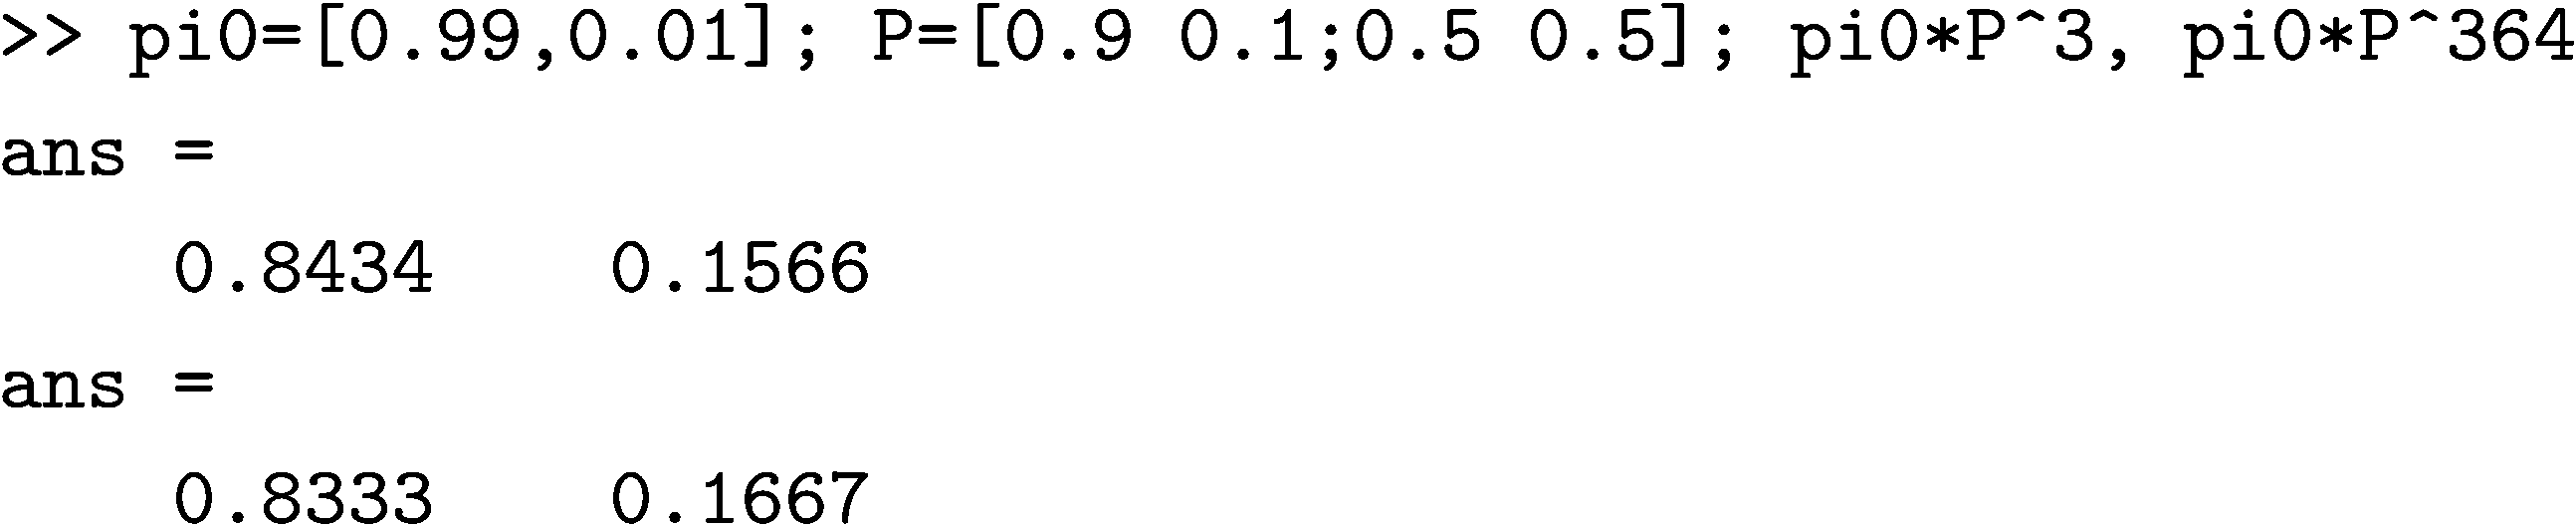 >> pi0=[0.99,0.01]; P=[0.9 0.1;0.5 0.5]; pi0*P^3, pi0*P^364
ans =
0.8434 0.1566
ans =
0.8333 0.1667